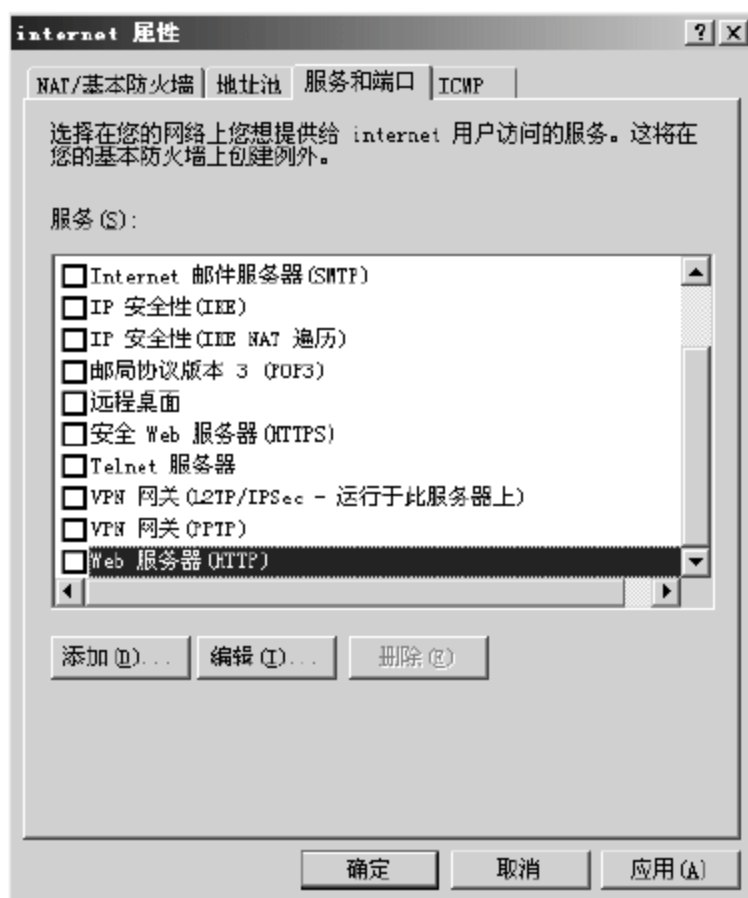 internet 属性
NAT/基本防火墙 地址池 服务和端口 ICMP
选择在您的网络上您想提供给 internet 用户访问的服务。这将在
您的基本防火墙上创建例外。
服务(S):
Internet 邮件服务器(SMTP)
IP 安全性(IKE)
IP 安全性(IKE NAT 遍历)
邮局协议版本 3 (POP3)
远程桌面
安全 Web 服务器(HTTPS)
Telnet 服务器
VPN 网关(L2TP/IPSec - 运行于此服务器上)
VPN 网关(PPTP)
Web 服务器(HTTP)
添加(D)... 编辑(I)... 删除(E)
确定 取消 应用(A)